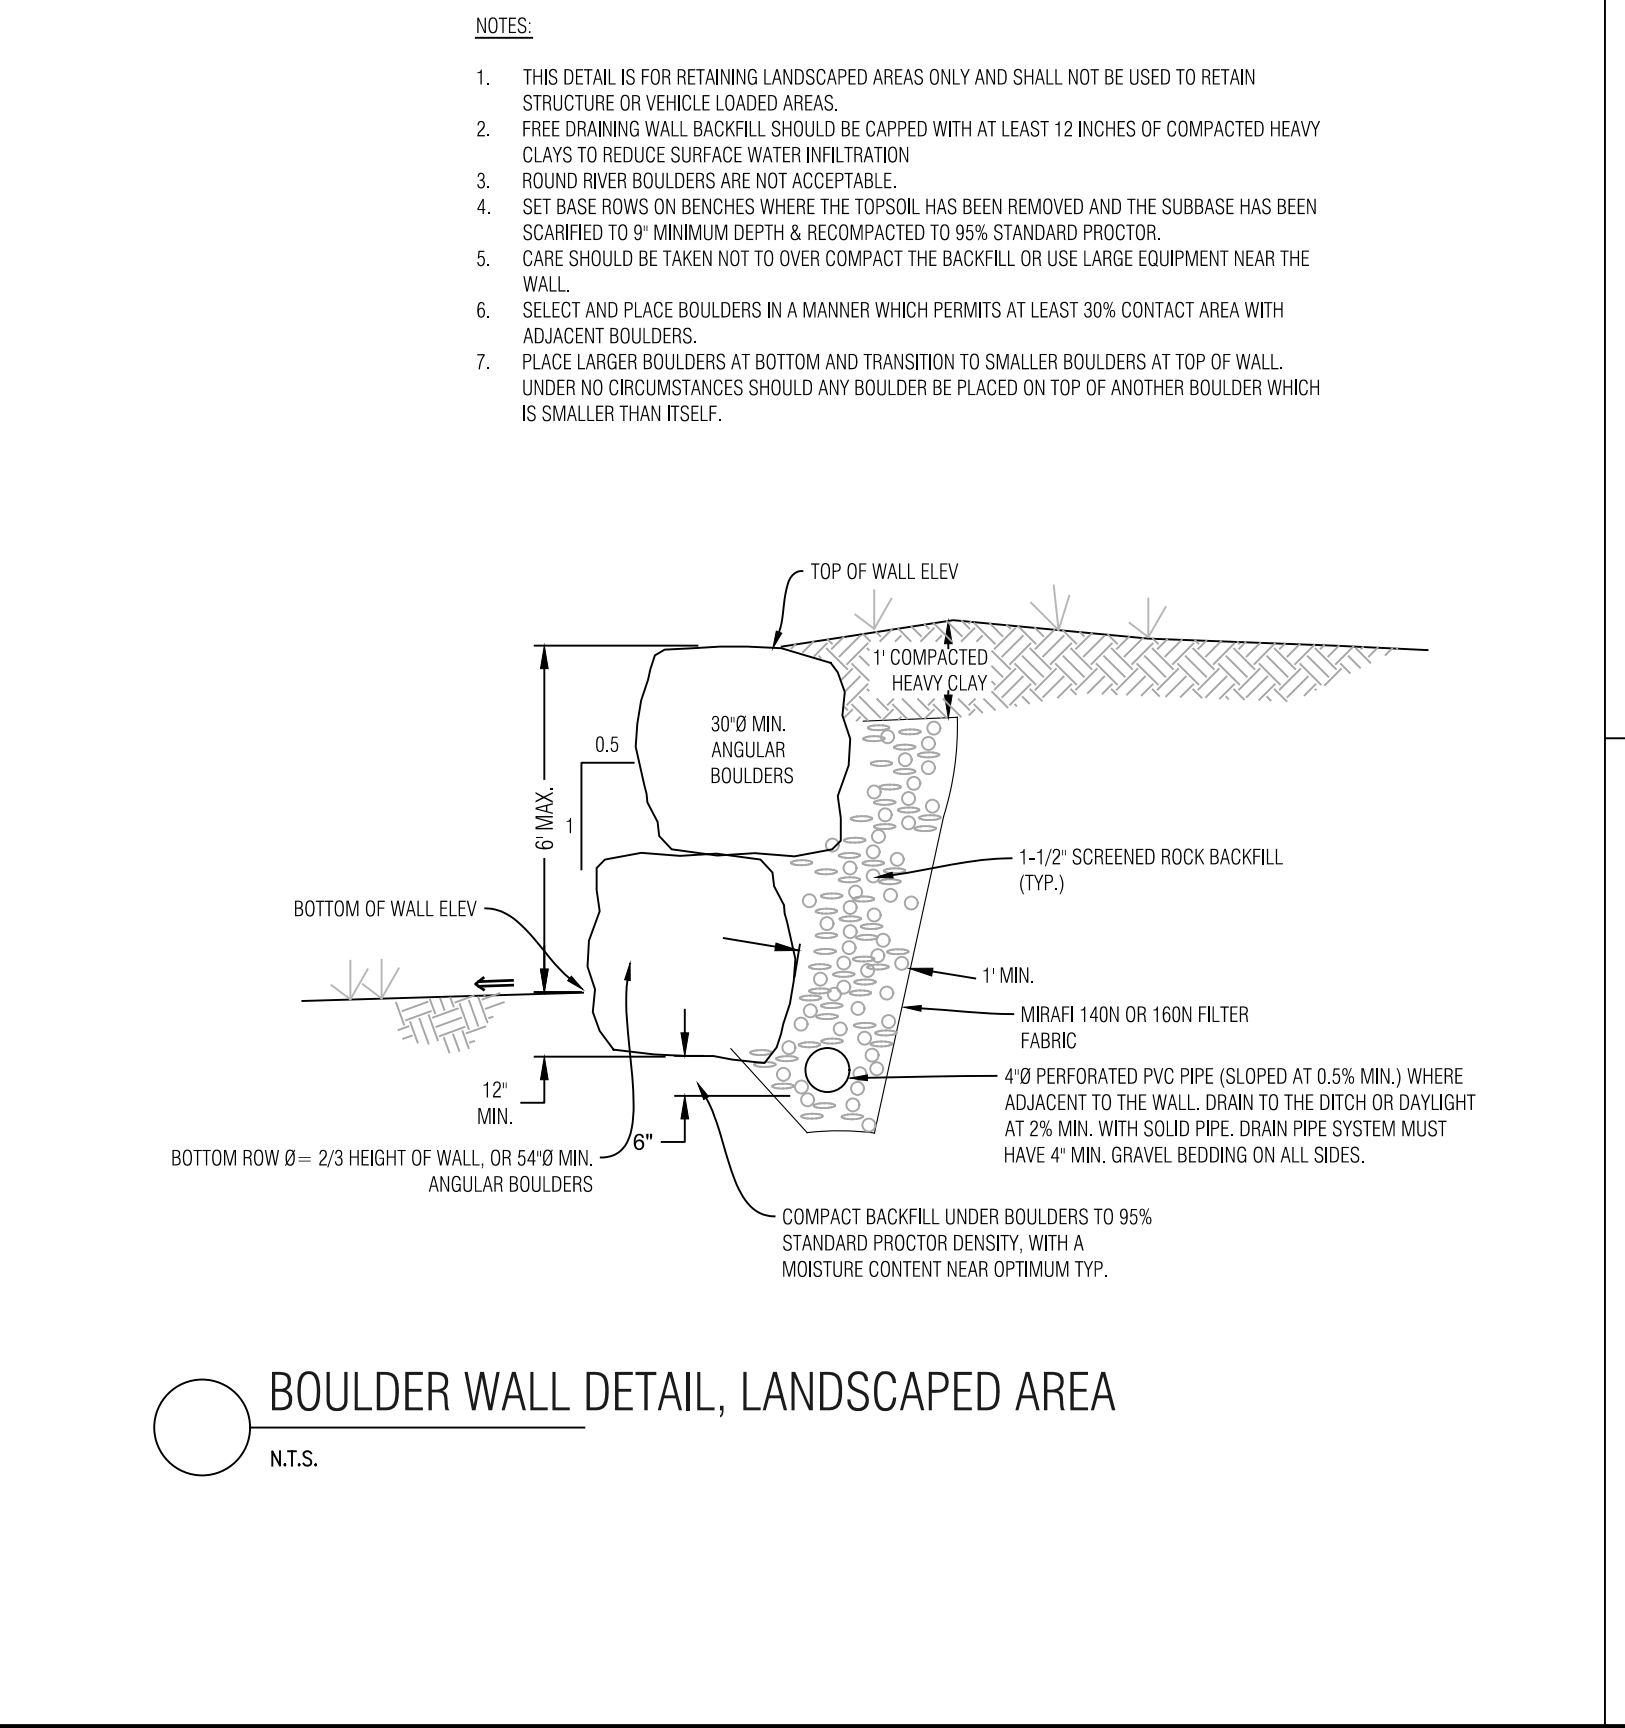 NOTES:
1. THIS DETAIL IS FOR RETAINING LANDSCAPED AREAS ONLY AND SHALL NOT BE USED TO RETAIN
STRUCTURE OR VEHICLE LOADED AREAS.
2. FREE DRAINING WALL BACKFILL SHOULD BE CAPPED WITH AT LEAST 12 INCHES OF COMPACTED HEAVY
CLAYS TO REDUCE SURFACE WATER INFILTRATION
3. ROUND RIVER BOULDERS ARE NOT ACCEPTABLE.
4. SET BASE ROWS ON BENCHES WHERE THE TOPSOIL HAS BEEN REMOVED AND THE SUBBASE HAS BEEN
SCARIFIED TO 9" MINIMUM DEPTH & RECOMPACTED TO 95% STANDARD PROCTOR.
5. CARE SHOULD BE TAKEN NOT TO OVER COMPACT THE BACKFILL OR USE LARGE EQUIPMENT NEAR THE
WALL.
6. SELECT AND PLACE BOULDERS IN A MANNER WHICH PERMITS AT LEAST 30% CONTACT AREA WITH
ADJACENT BOULDERS.
7. PLACE LARGER BOULDERS AT BOTTOM AND TRANSITION TO SMALLER BOULDERS AT TOP OF WALL.
UNDER NO CIRCUMSTANCES SHOULD ANY BOULDER BE PLACED ON TOP OF ANOTHER BOULDER WHICH
IS SMALLER THAN ITSELF.
TOP OF WALL ELEV
1' COMPACTED
HEAVY CLAY
30"Ø MIN.
ANGULAR
BOULDERS
0.5
1
6' MAX.
1-1/2" SCREENED ROCK BACKFILL
(TYP.)
BOTTOM OF WALL ELEV
1' MIN.
MIRAFI 140N OR 160N FILTER
FABRIC
4"Ø PERFORATED PVC PIPE (SLOPED AT 0.5% MIN.) WHERE
ADJACENT TO THE WALL. DRAIN TO THE DITCH OR DAYLIGHT
AT 2% MIN. WITH SOLID PIPE. DRAIN PIPE SYSTEM MUST
HAVE 4" MIN. GRAVEL BEDDING ON ALL SIDES.
12"
MIN.
6"
BOTTOM ROW Ø= 2/3 HEIGHT OF WALL, OR 54"Ø MIN.
ANGULAR BOULDERS
COMPACT BACKFILL UNDER BOULDERS TO 95%
STANDARD PROCTOR DENSITY, WITH A
MOISTURE CONTENT NEAR OPTIMUM TYP.
BOULDER WALL DETAIL, LANDSCAPED AREA
N.T.S.